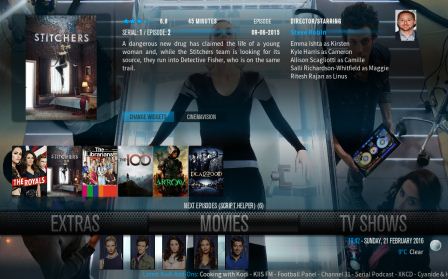 STITCHERS
6.8
45 MINUTES
EPISODE
DIRECTOR/STARRING
SERIAL: 1 / EPISODE: 2
09-06-2015
Steve Robin
A dangerous new drug has claimed the life of a young
woman and, while the Stitchers team is looking for its
source, they run into Detective Fisher, who is on the same
trail.
Emma Ishta as Kirsten
Kyle Harris as Cameron
Allison Scagliotti as Camille
Salli Richardson-Whitfield as Maggie
Ritesh Rajan as Linus
CHANGE WIDGETS
CINEMAVISION
THE ROYALS
STITCHERS
The Librarians
100
ARROW
DEADWOOD
NEXT EPISODES (SCRIPT.HELPER) (6)
EXTRAS
MOVIES
TV SHOWS
SUNDAY, 21 FEBRUARY 2016
9°C Clear
Cooking with Kodi - KIIS FM - Football Panel - Channel 31 - Serial Podcast - XKCD - Cyanide &